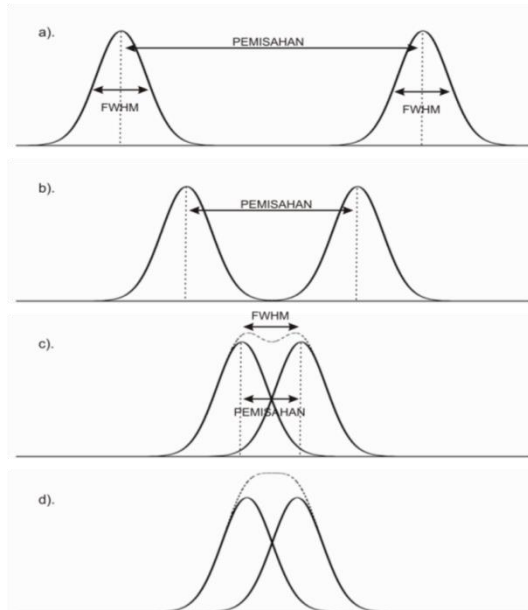 a).
PEMISAHAN
FWHM
FWHM
b).
PEMISAHAN
FWHM
c).
PEMISAHAN
d).